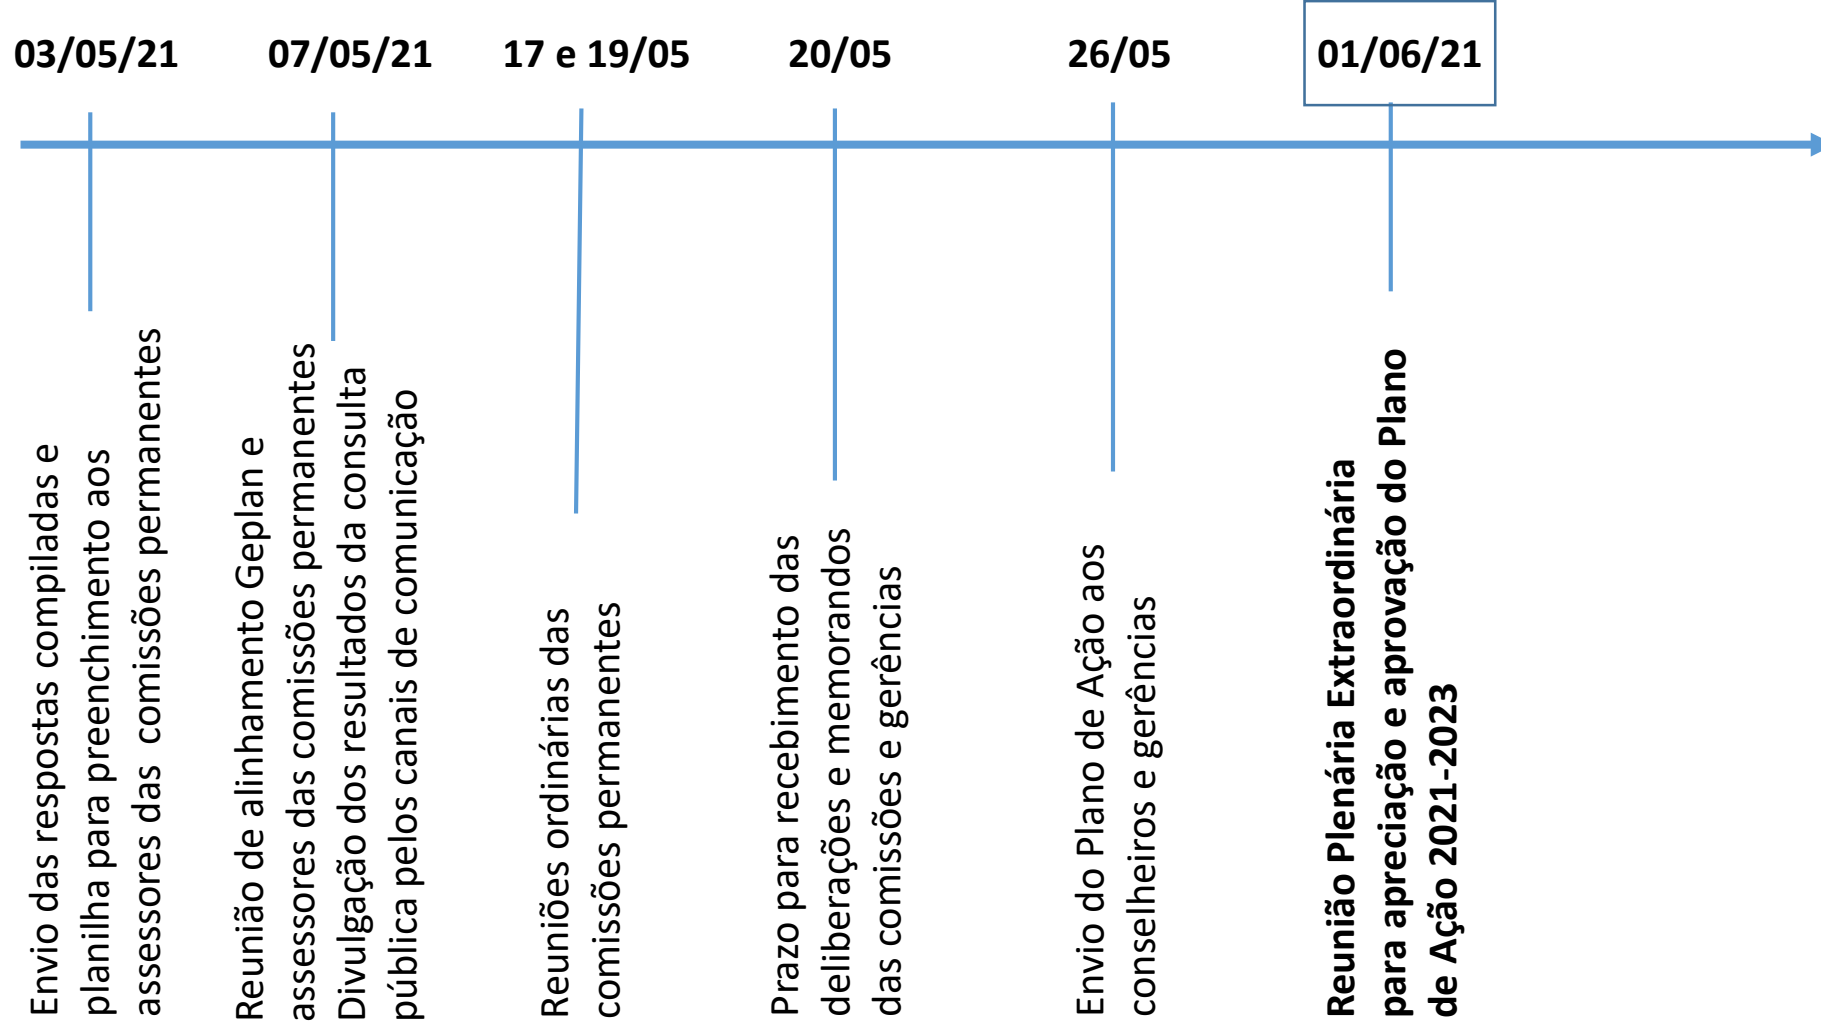 03/05/21
07/05/21
17 e 19/05
20/05
26/05
01/06/21
Envio das respostas compiladas e
planilha para preenchimento aos
assessores das comissões permanentes
Reunião de alinhamento Geplan e
assessores das comissões permanentes
Divulgação dos resultados da consulta
pública pelos canais de comunicação
Reuniões ordinárias das
comissões permanentes
Prazo para recebimento das
deliberações e memorandos
das comissões e gerências
Envio do Plano de Ação aos
conselheiros e gerências
Reunião Plenária Extraordinária
para apreciação e aprovação do Plano
de Ação 2021-2023